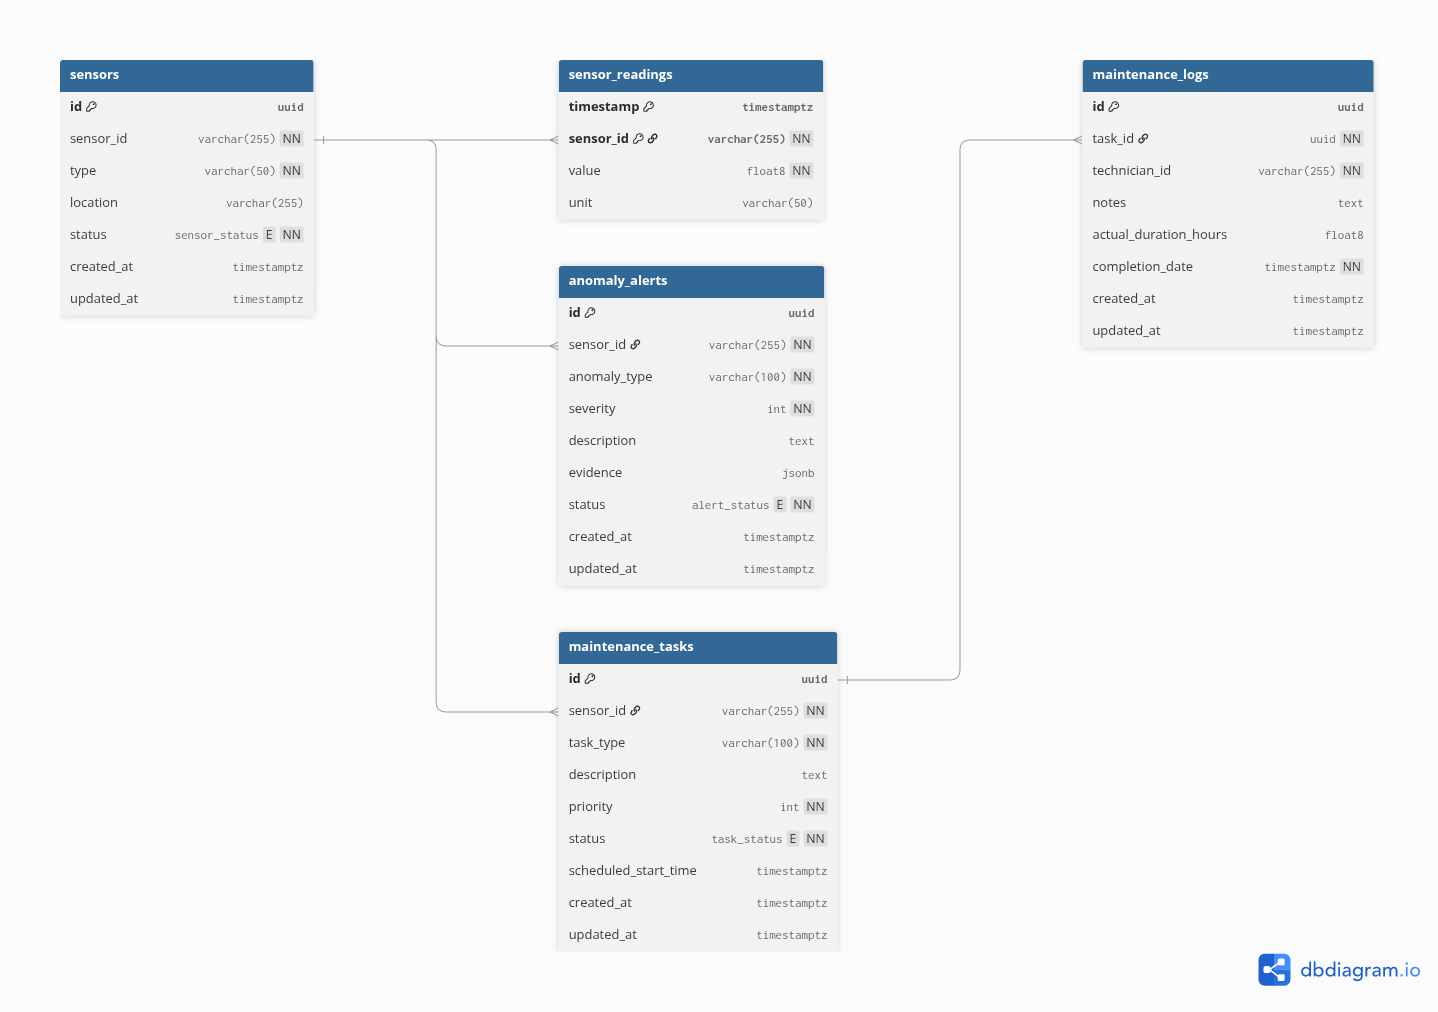 sensors
id uuid
sensor_id varchar(255) NN
type varchar(50) NN
location varchar(255)
status sensor_status E NN
created_at timestamptz
updated_at timestamptz
sensor_readings
timestamp timestamptz
sensor_id varchar(255) NN
value float8 NN
unit varchar(50)
anomaly_alerts
id uuid
sensor_id varchar(255) NN
anomaly_type varchar(100) NN
severity int NN
description text
evidence jsonb
status alert_status E NN
created_at timestamptz
updated_at timestamptz
maintenance_tasks
id uuid
sensor_id varchar(255) NN
task_type varchar(100) NN
description text
priority int NN
status task_status E NN
scheduled_start_time timestamptz
created_at timestamptz
updated_at timestamptz
maintenance_logs
id uuid
task_id uuid NN
technician_id varchar(255) NN
notes text
actual_duration_hours float8
completion_date timestamptz NN
created_at timestamptz
updated_at timestamptz
dbdiagram.io